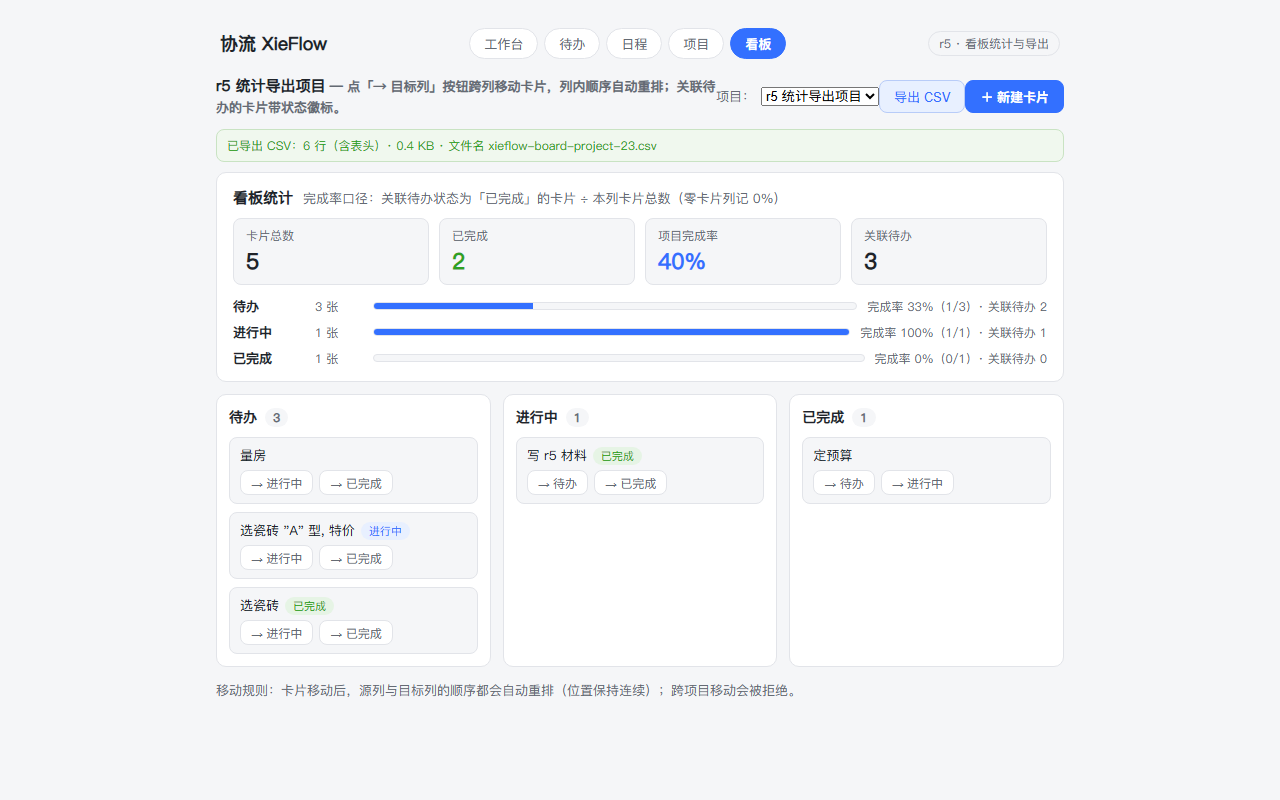 协流 XieFlow
工作台
待办
日程
项目
看板
r5 · 看板统计与导出
r5 统计导出项目 — 点「→ 目标列」按钮跨列移动卡片，列内顺序自动重排；关联待
办的卡片带状态徽标。
项目：
r5 统计导出项目
导出 CSV
＋ 新建卡片
已导出 CSV：6 行（含表头）· 0.4 KB · 文件名 xieflow-board-project-23.csv
看板统计 完成率口径：关联待办状态为「已完成」的卡片 ÷ 本列卡片总数（零卡片列记 0%）
卡片总数
5
已完成
2
项目完成率
40%
关联待办
3
待办 3 张 完成率 33%（1/3）· 关联待办 2
进行中 1 张 完成率 100%（1/1）· 关联待办 1
已完成 1 张 完成率 0%（0/1）· 关联待办 0
待办 3
量房
→ 进行中 → 已完成
选瓷砖 "A" 型, 特价 进行中
→ 进行中 → 已完成
选瓷砖 已完成
→ 进行中 → 已完成
进行中 1
写 r5 材料 已完成
→ 待办 → 已完成
已完成 1
定预算
→ 待办 → 进行中
移动规则：卡片移动后，源列与目标列的顺序都会自动重排（位置保持连续）；跨项目移动会被拒绝。